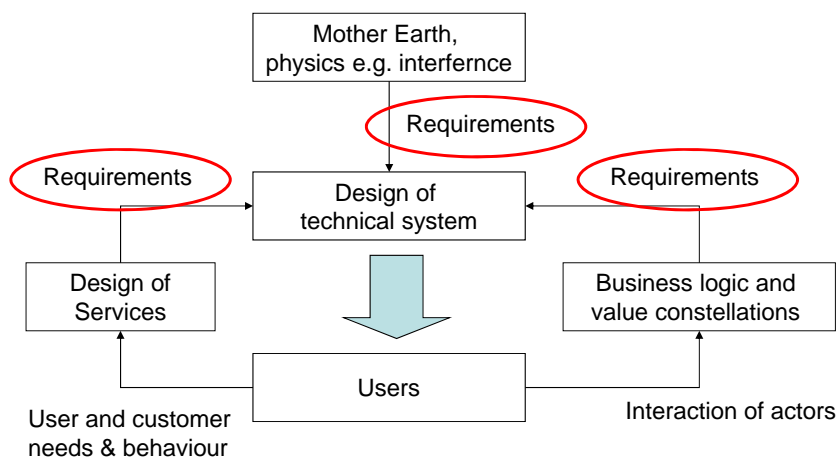 Mother Earth,
physics e.g. interfernce
Requirements
Requirements
Requirements
Design of
technical system
Design of
Services
Business logic and
value constellations
Users
User and customer
needs & behaviour
Interaction of actors